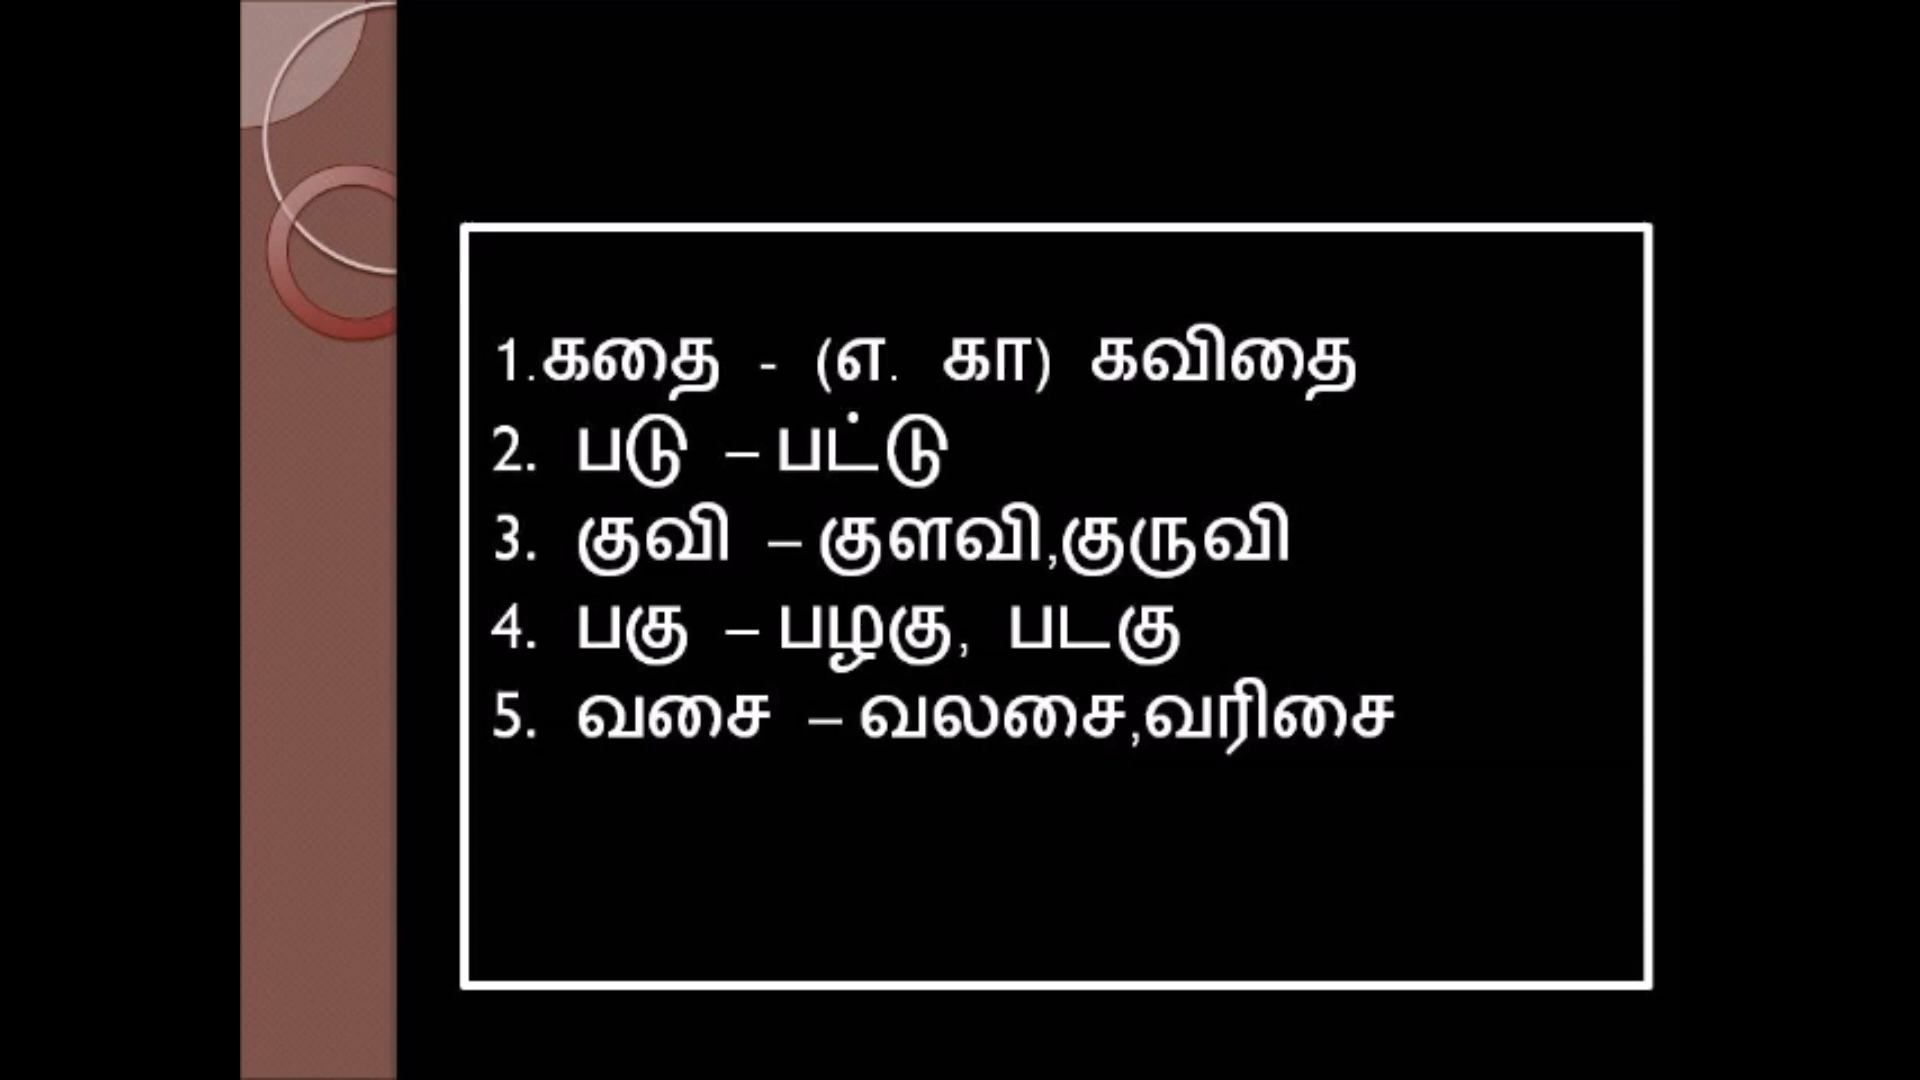 1.கதை - (எ. கா) கவிதை
2. படு – பட்டு
3. குவி – குளவி,குருவி
4. பகு – பழகு, படகு
5. வசை – வலசை,வரிசை